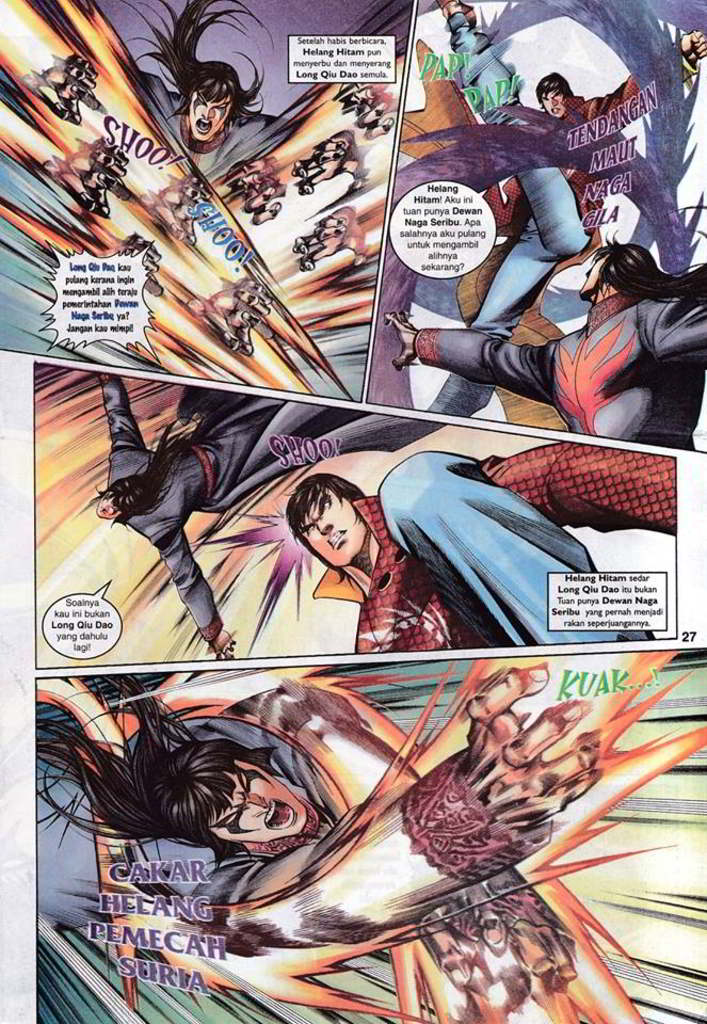 Setelah habis berbicara,
Helang Hitam pun
menyerbu dan menyerang
Long Qiu Dao semula.
SHOO!
SHOO!
Long Qiu Dao kau
pulang kerana ingin
mengambil alih teraju
pemerintahan Dewan
Naga Seribu ya?
Jangan kau mimpi!
PAP!
PAP!
TENDANGAN
MAUT
NAGA
GILA
Helang
Hitam! Aku ini
tuan punya Dewan
Naga Seribu. Apa
salahnya aku pulang
untuk mengambil
alihnya
sekarang?
SHOO!
Soalnya
kau ini bukan
Long Qiu Dao
yang dahulu
lagi!
Helang Hitam sedar
Long Qiu Dao itu bukan
Tuan punya Dewan Naga
Seribu yang pernah menjadi
rakan seperjuangannya.
27
KUAK...!
CAKAR
HELANG
PEMECAH
SURIA